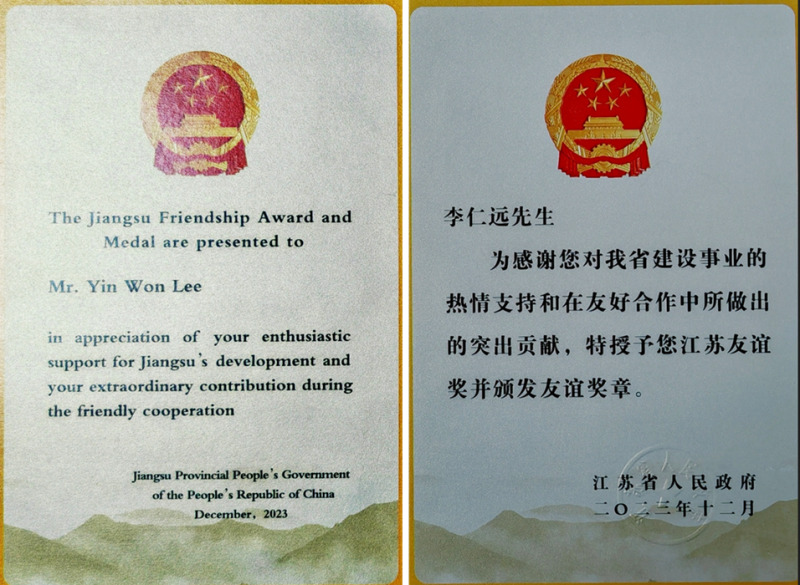 The Jiangsu Friendship Award and
Medal are presented to
Mr. Yin Won Lee
in appreciation of your enthusiastic
support for Jiangsu's development and
your extraordinary contribution during
the friendly cooperation
Jiangsu Provincial People's Government
of the People's Republic of China
December, 2023
李仁远先生
为感谢您对我省建设事业的
热情支持和在友好合作中所做出
的突出贡献，特授予您江苏友谊
奖并颁发友谊奖章。
江苏省人民政府
二〇二三年十二月